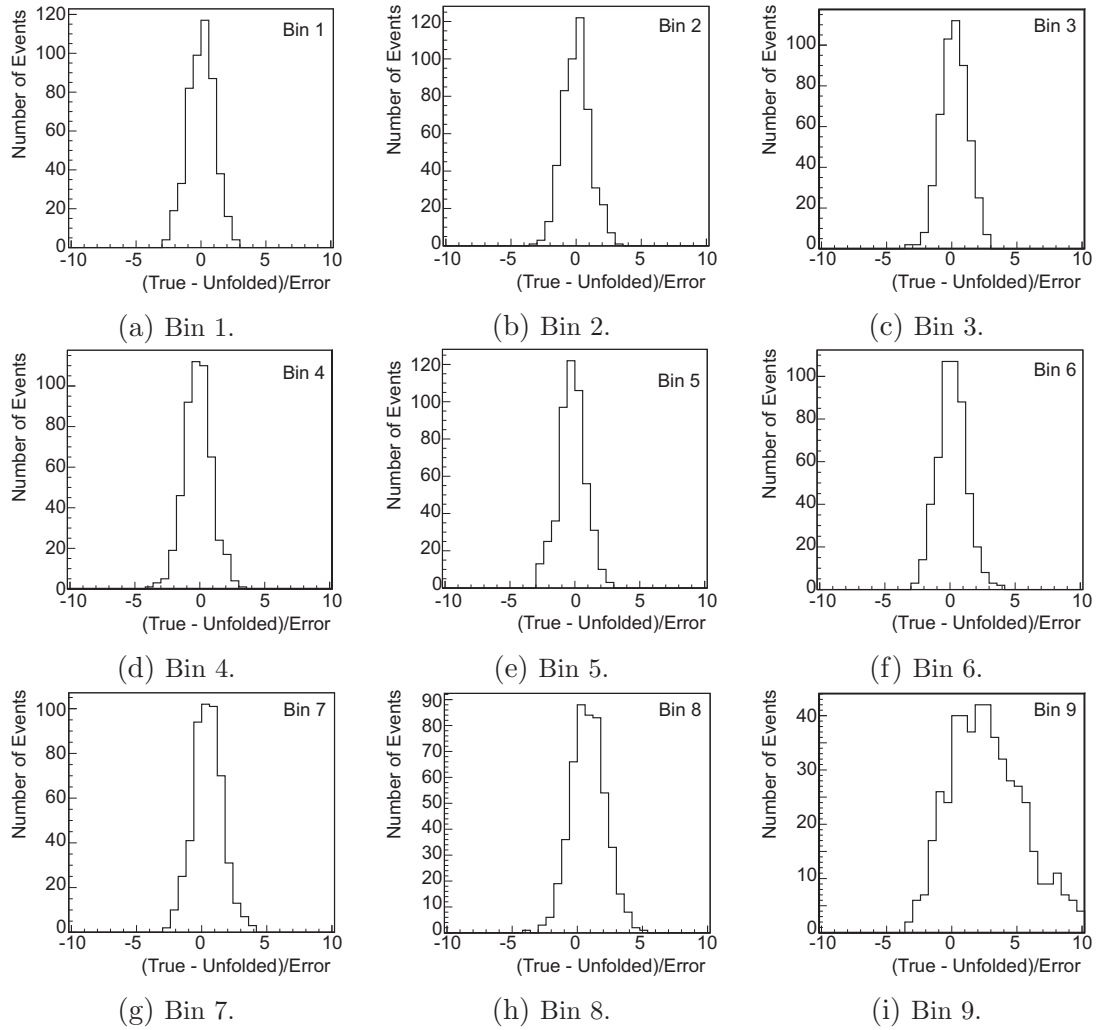 Number of Events
120
100
80
60
40
20
0
Bin 1
-10 -5 0 5 10
(True - Unfolded)/Error
(a) Bin 1.
Number of Events
120
100
80
60
40
20
0
Bin 2
-10 -5 0 5 10
(True - Unfolded)/Error
(b) Bin 2.
Number of Events
100
80
60
40
20
0
Bin 3
-10 -5 0 5 10
(True - Unfolded)/Error
(c) Bin 3.
Number of Events
100
80
60
40
20
0
Bin 4
-10 -5 0 5 10
(True - Unfolded)/Error
(d) Bin 4.
Number of Events
120
100
80
60
40
20
0
Bin 5
-10 -5 0 5 10
(True - Unfolded)/Error
(e) Bin 5.
Number of Events
100
80
60
40
20
0
Bin 6
-10 -5 0 5 10
(True - Unfolded)/Error
(f) Bin 6.
Number of Events
100
80
60
40
20
0
Bin 7
-10 -5 0 5 10
(True - Unfolded)/Error
(g) Bin 7.
Number of Events
90
80
70
60
50
40
30
20
10
0
Bin 8
-10 -5 0 5 10
(True - Unfolded)/Error
(h) Bin 8.
Number of Events
40
30
20
10
0
Bin 9
-10 -5 0 5 10
(True - Unfolded)/Error
(i) Bin 9.